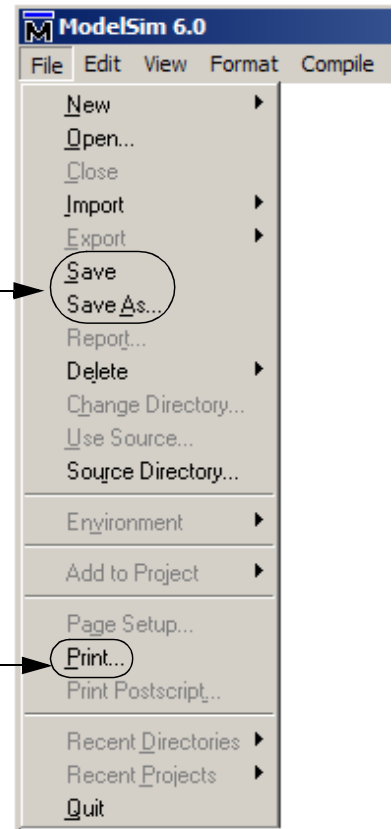 ModelSim 6.0
File Edit View Format Compile
New
Open...
Close
Import
Export
Save
Save As...
Report...
Delete
Change Directory...
Use Source...
Source Directory...
Environment
Add to Project
Page Setup...
Print...
Print Postscript...
Recent Directories
Recent Projects
Quit